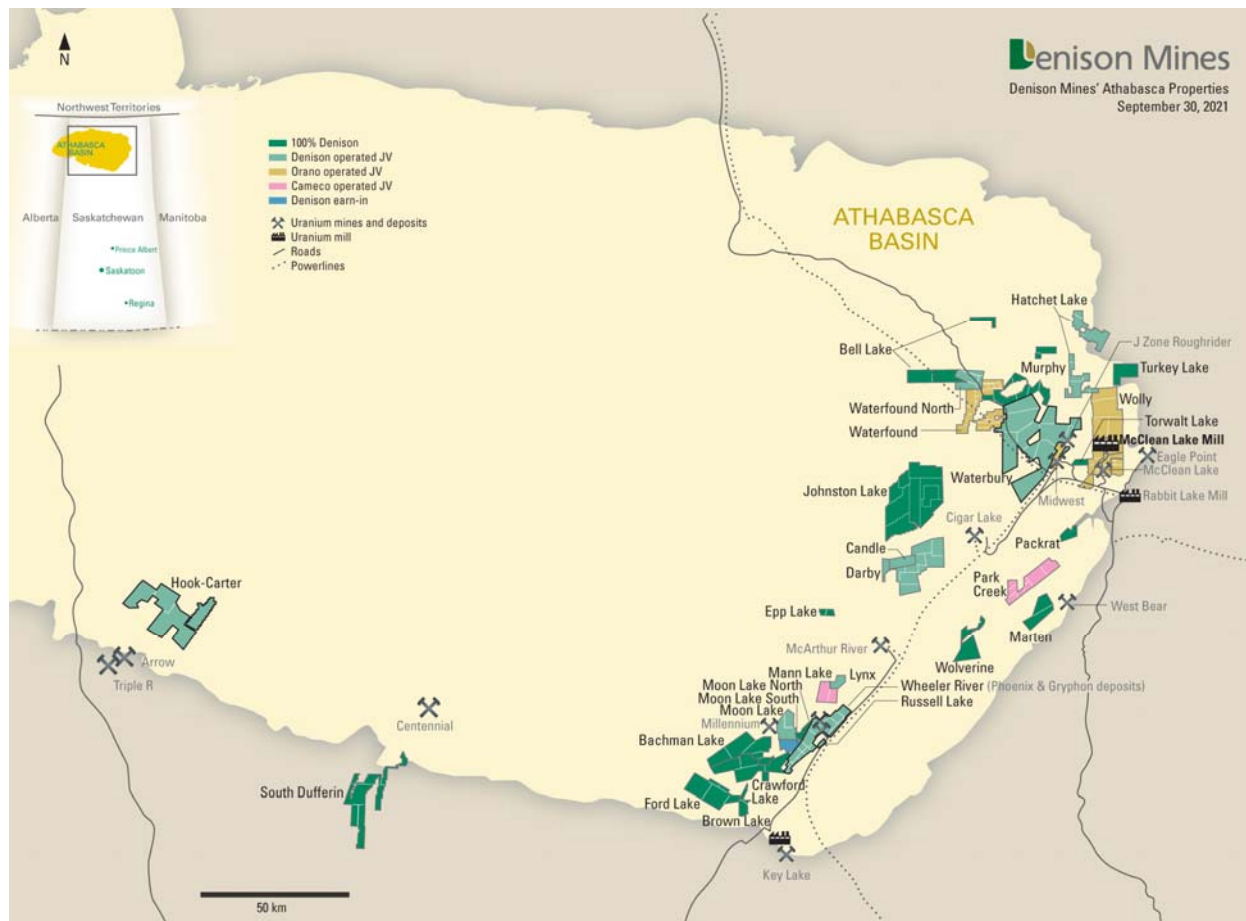 Denison Mines
Denison Mines' Athabasca Properties
September 30, 2021
N
Northwest Territories
ATHABASCA
BASIN
Alberta
Saskatchewan
Manitoba
Prince Albert
Saskatoon
Regina
100% Denison
Denison operated JV
Orano operated JV
Cameco operated JV
Denison earn-in
Uranium mines and deposits
Uranium mill
Roads
Powerlines
ATHABASCA
BASIN
Hatchet Lake
J Zone Roughrider
Bell Lake
Murphy
Turkey Lake
Wolly
Waterfound North
Torwalt Lake
Waterfound
McClean Lake Mill
Eagle Point
McClean Lake
Waterbury
Midwest
Rabbit Lake Mill
Johnston Lake
Cigar Lake
Packrat
Candle
Darby
Park
Creek
Hook-Carter
Epp Lake
West Bear
Marten
McArthur River
Wolverine
Arrow
Triple R
Mann Lake
Lynx
Moon Lake North
Wheeler River (Phoenix & Gryphon deposits)
Moon Lake South
Russell Lake
Moon Lake
Millennium
Centennial
Bachman Lake
South Dufferin
Crawford
Lake
Ford Lake
Brown Lake
Key Lake
50 km